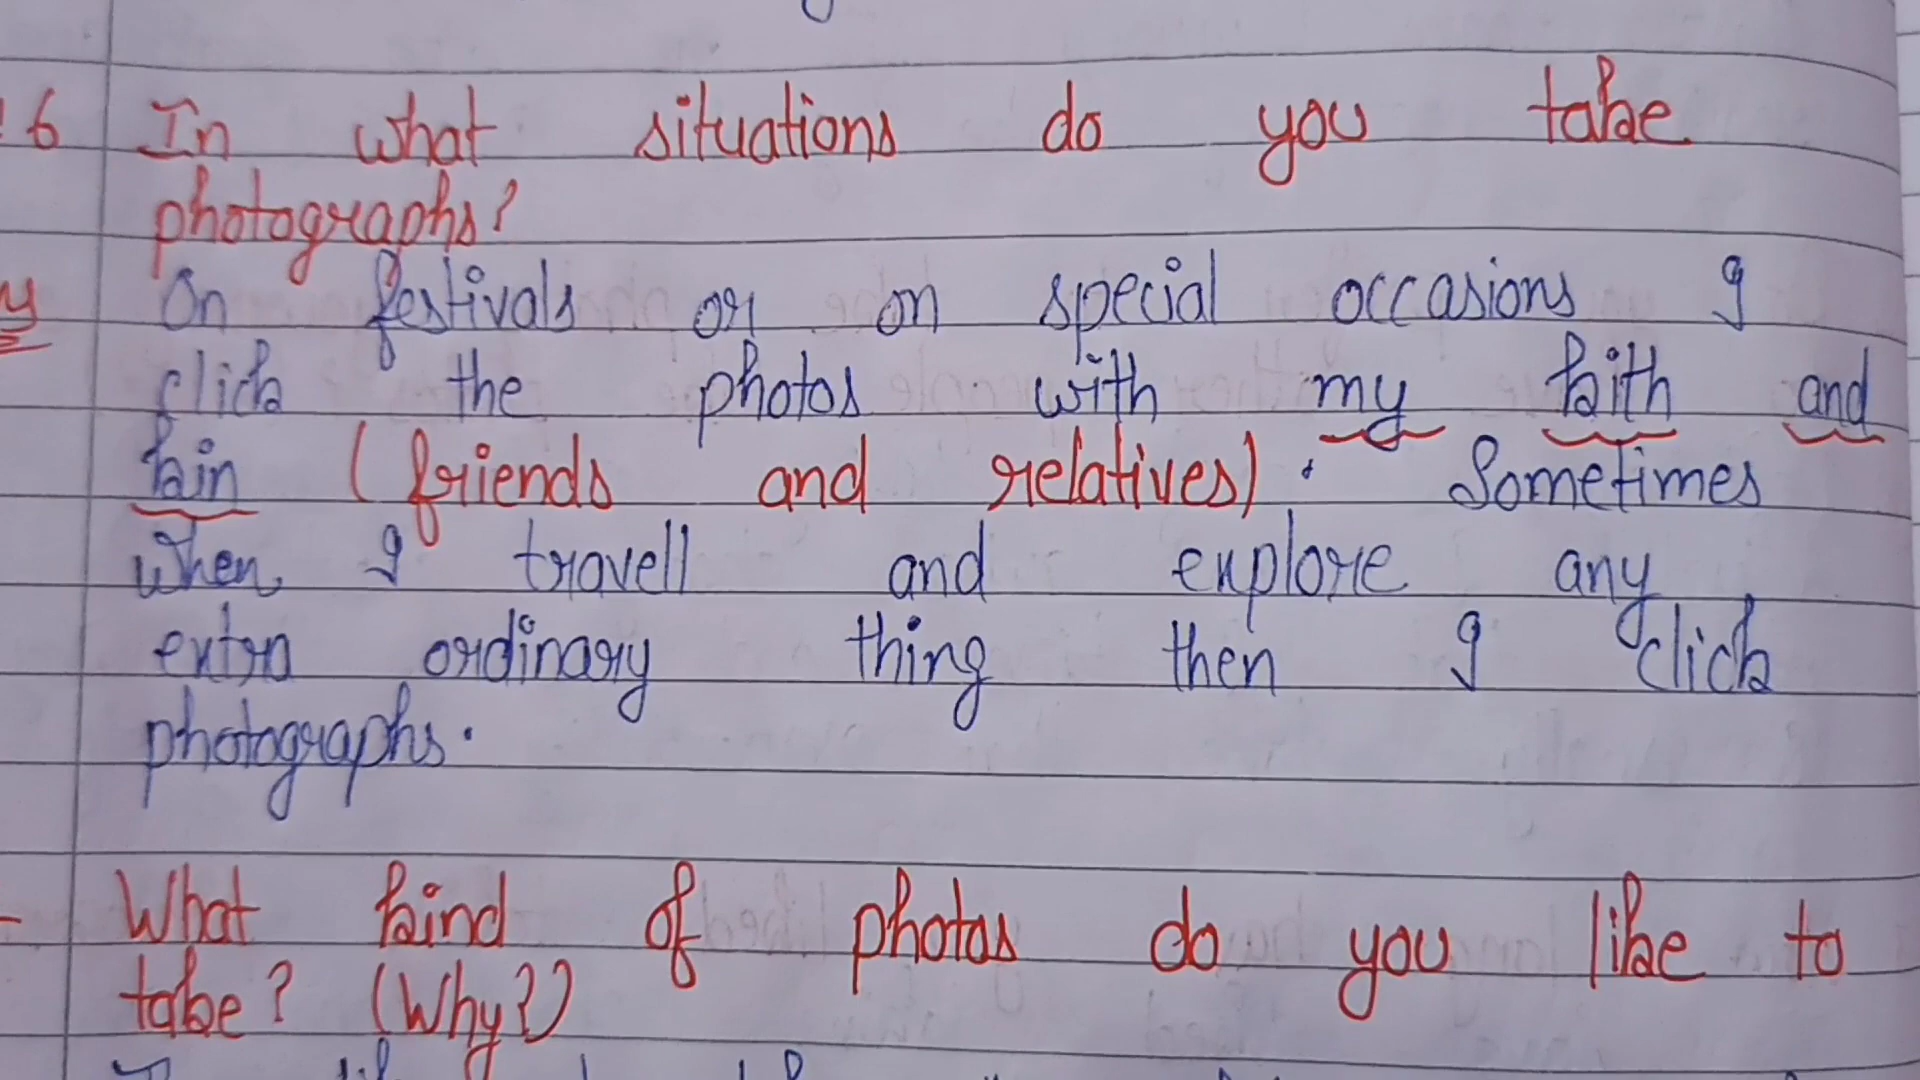 6 In what situations do you take
photographs?
On festivals or on special occasions I
click the photos with my kith and
kin (friends and relatives). Sometimes
when I travell and explore any
extra ordinary thing then I click
photographs.
What kind of photos do you like to
take? (Why?)